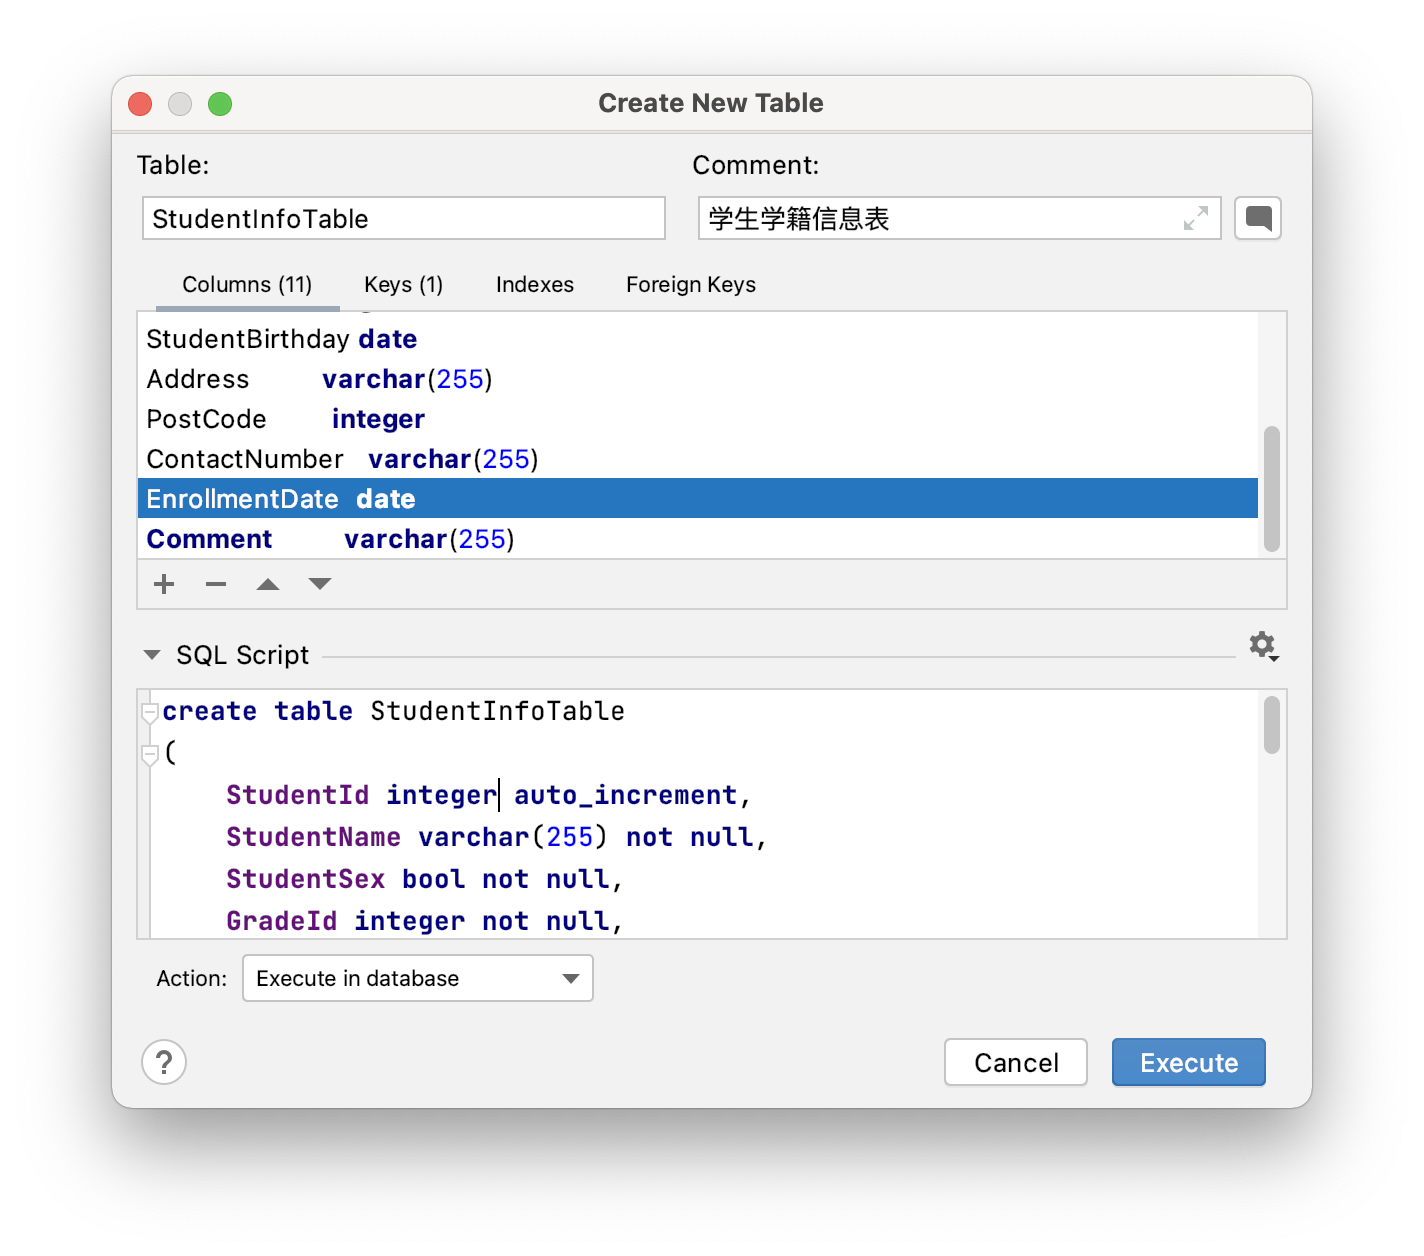 Create New Table
Table:
Comment:
StudentInfoTable
学生学籍信息表
Columns (11) Keys (1) Indexes Foreign Keys
StudentBirthday date
Address varchar(255)
PostCode integer
ContactNumber varchar(255)
EnrollmentDate date
Comment varchar(255)
SQL Script
create table StudentInfoTable
(
StudentId integer auto_increment,
StudentName varchar(255) not null,
StudentSex bool not null,
GradeId integer not null,
Action: Execute in database
? Cancel Execute